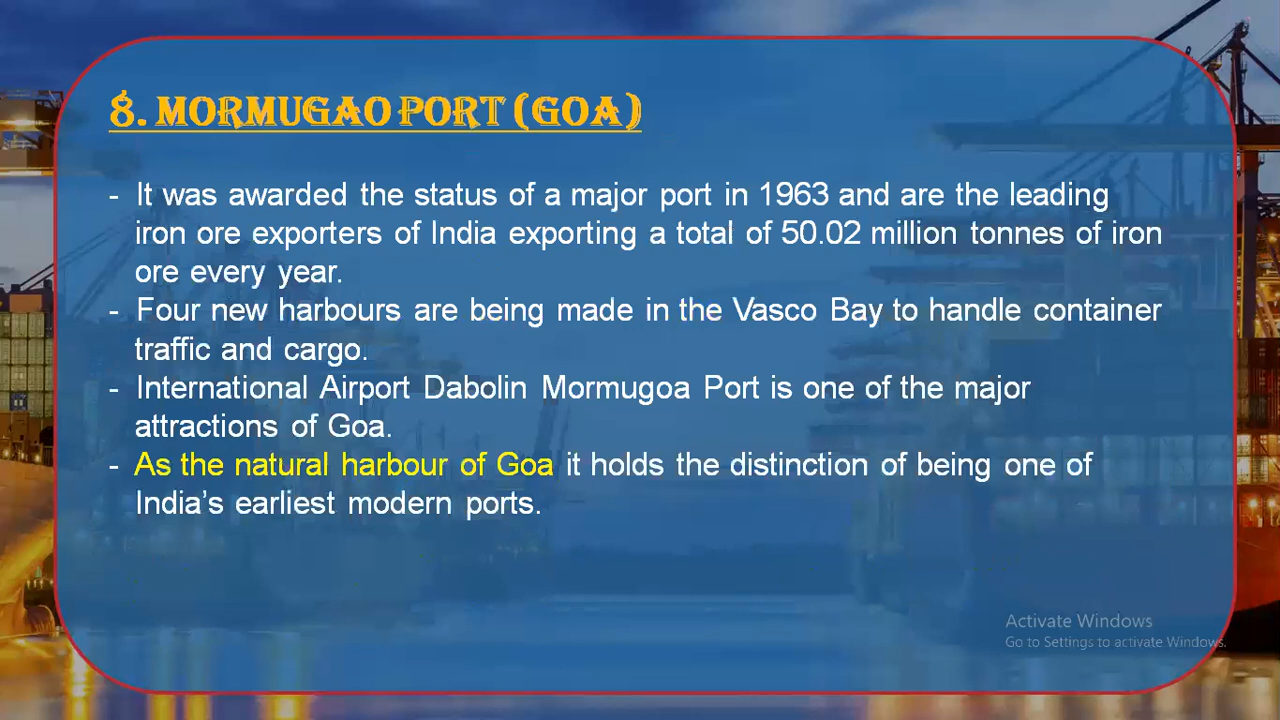 8. MORMUGAO PORT (GOA)
- It was awarded the status of a major port in 1963 and are the leading
iron ore exporters of India exporting a total of 50.02 million tonnes of iron
ore every year.
- Four new harbours are being made in the Vasco Bay to handle container
traffic and cargo.
- International Airport Dabolin Mormugoa Port is one of the major
attractions of Goa.
- As the natural harbour of Goa it holds the distinction of being one of
India’s earliest modern ports.
Activate Windows
Go to Settings to activate Windows.